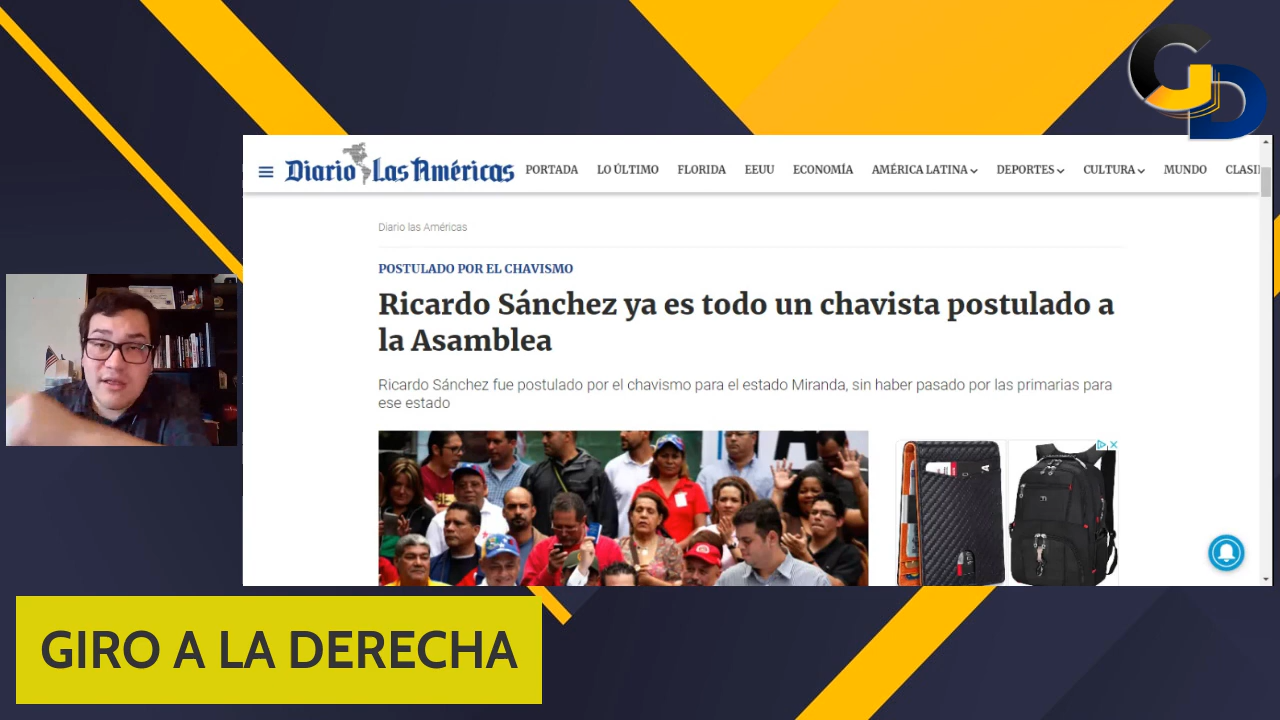 GD
Diario Las Américas
PORTADA LO ÚLTIMO FLORIDA EEUU ECONOMÍA AMÉRICA LATINA DEPORTES CULTURA MUNDO CLASI
Diario las Américas
POSTULADO POR EL CHAVISMO
Ricardo Sánchez ya es todo un chavista postulado a
la Asamblea
Ricardo Sánchez fue postulado por el chavismo para el estado Miranda, sin haber pasado por las primarias para
ese estado
GIRO A LA DERECHA